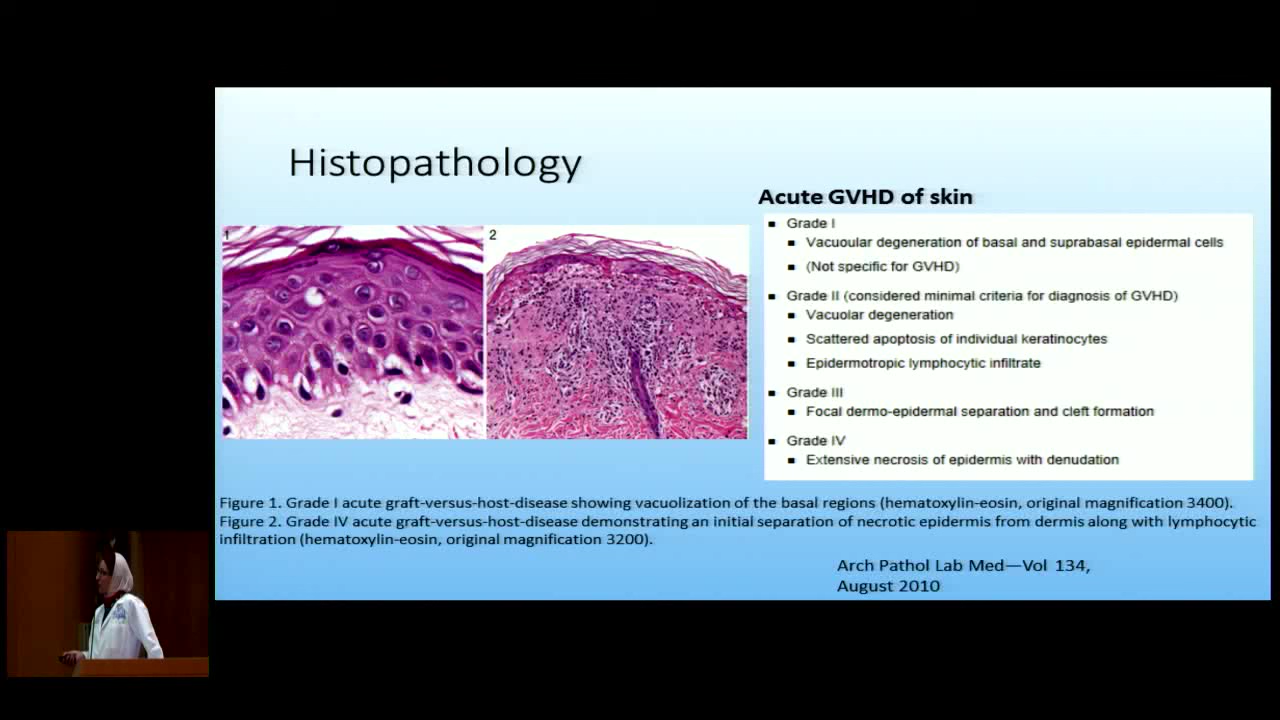 Histopathology
Acute GVHD of skin
1
2
Grade I
Vacuoular degeneration of basal and suprabasal epidermal cells
(Not specific for GVHD)
Grade II (considered minimal criteria for diagnosis of GVHD)
Vacuolar degeneration
Scattered apoptosis of individual keratinocytes
Epidermotropic lymphocytic infiltrate
Grade III
Focal dermo-epidermal separation and cleft formation
Grade IV
Extensive necrosis of epidermis with denudation
Figure 1. Grade I acute graft-versus-host-disease showing vacuolization of the basal regions (hematoxylin-eosin, original magnification 3400).
Figure 2. Grade IV acute graft-versus-host-disease demonstrating an initial separation of necrotic epidermis from dermis along with lymphocytic
infiltration (hematoxylin-eosin, original magnification 3200).
Arch Pathol Lab Med—Vol 134,
August 2010